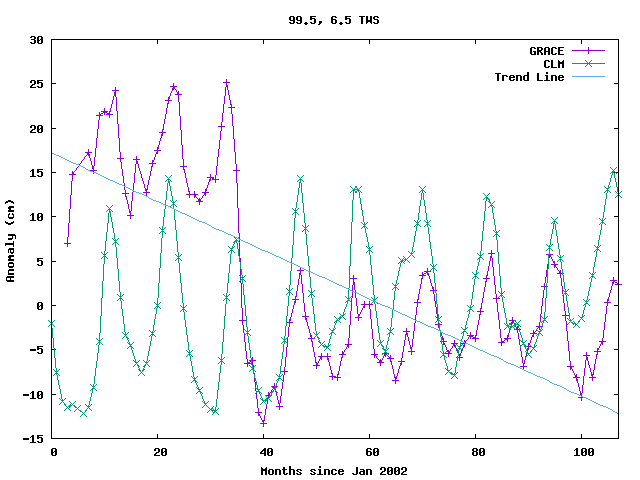 99.5, 6.5 TWS
GRACE
CLM
Trend Line
30
25
20
15
10
5
0
-5
-10
-15
Anomaly (cm)
0 20 40 60 80 100
Months since Jan 2002